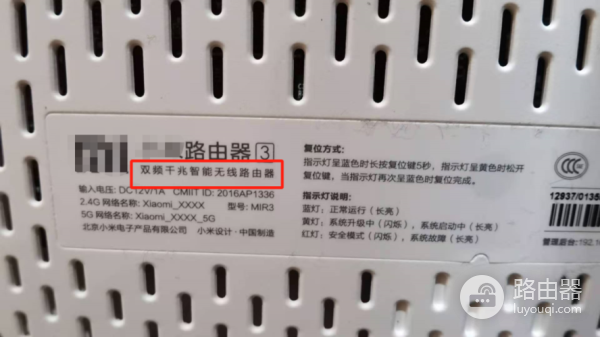 路由器 3
双频千兆智能无线路由器
输入电压: DC12V/1A CMIIT ID: 2016AP1336
2.4G 网络名称: Xiaomi_XXXX 型号: MIR3
5G 网络名称: Xiaomi_XXXX_5G
北京小米电子产品有限公司 小米设计·中国制造
复位方式:
指示灯呈蓝色时长按复位键5秒，指示灯呈黄色时松开
复位键，当指示灯再次呈蓝色时复位完成。
指示灯说明:
蓝灯: 正常运行（长亮）
黄灯: 系统升级中（闪烁），系统启动中（长亮）
红灯: 安全模式（闪烁），系统故障（长亮）
CCC
12937/0135
管理后台: 192.16
路由器
luyouqi.com